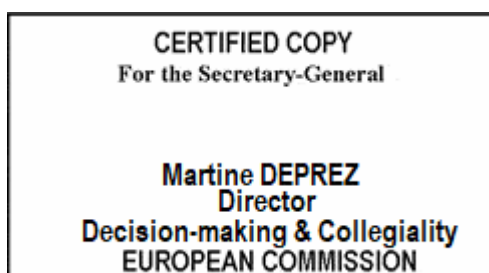 CERTIFIED COPY
For the Secretary-General
Martine DEPREZ
Director
Decision-making & Collegiality
EUROPEAN COMMISSION